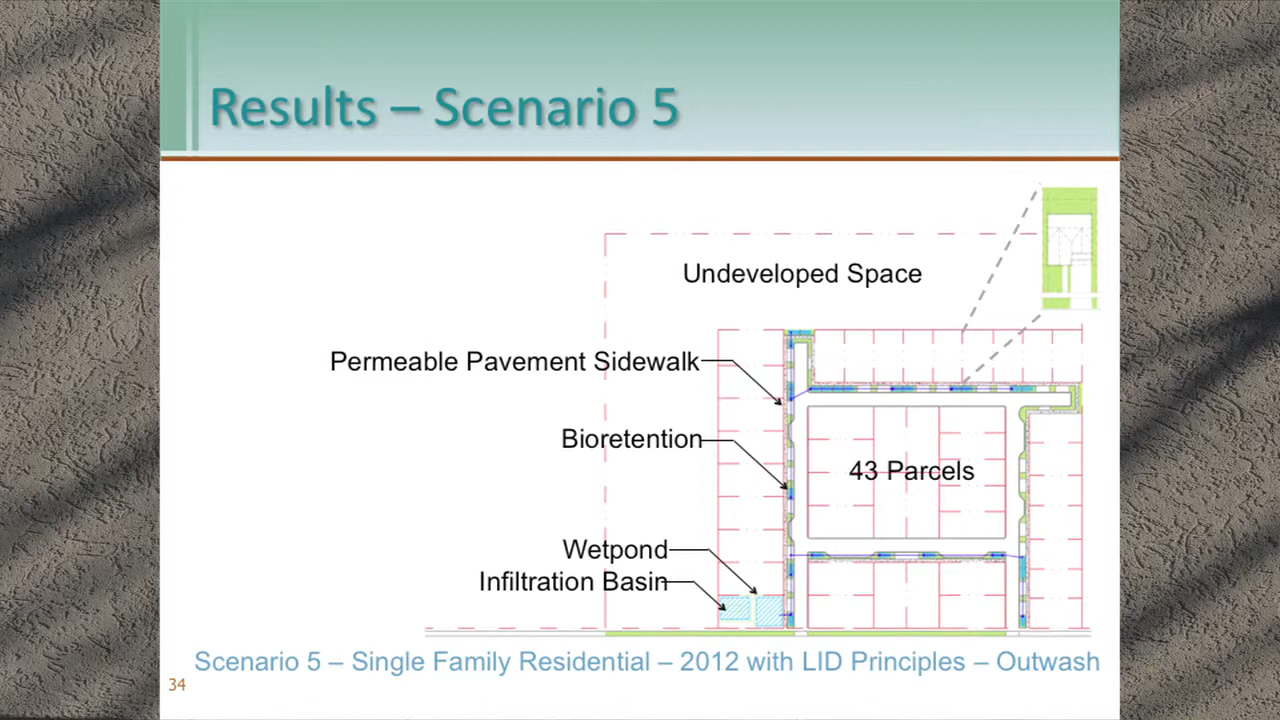 Results – Scenario 5
Undeveloped Space
Permeable Pavement Sidewalk
Bioretention
43 Parcels
Wetpond
Infiltration Basin
Scenario 5 – Single Family Residential – 2012 with LID Principles – Outwash
34